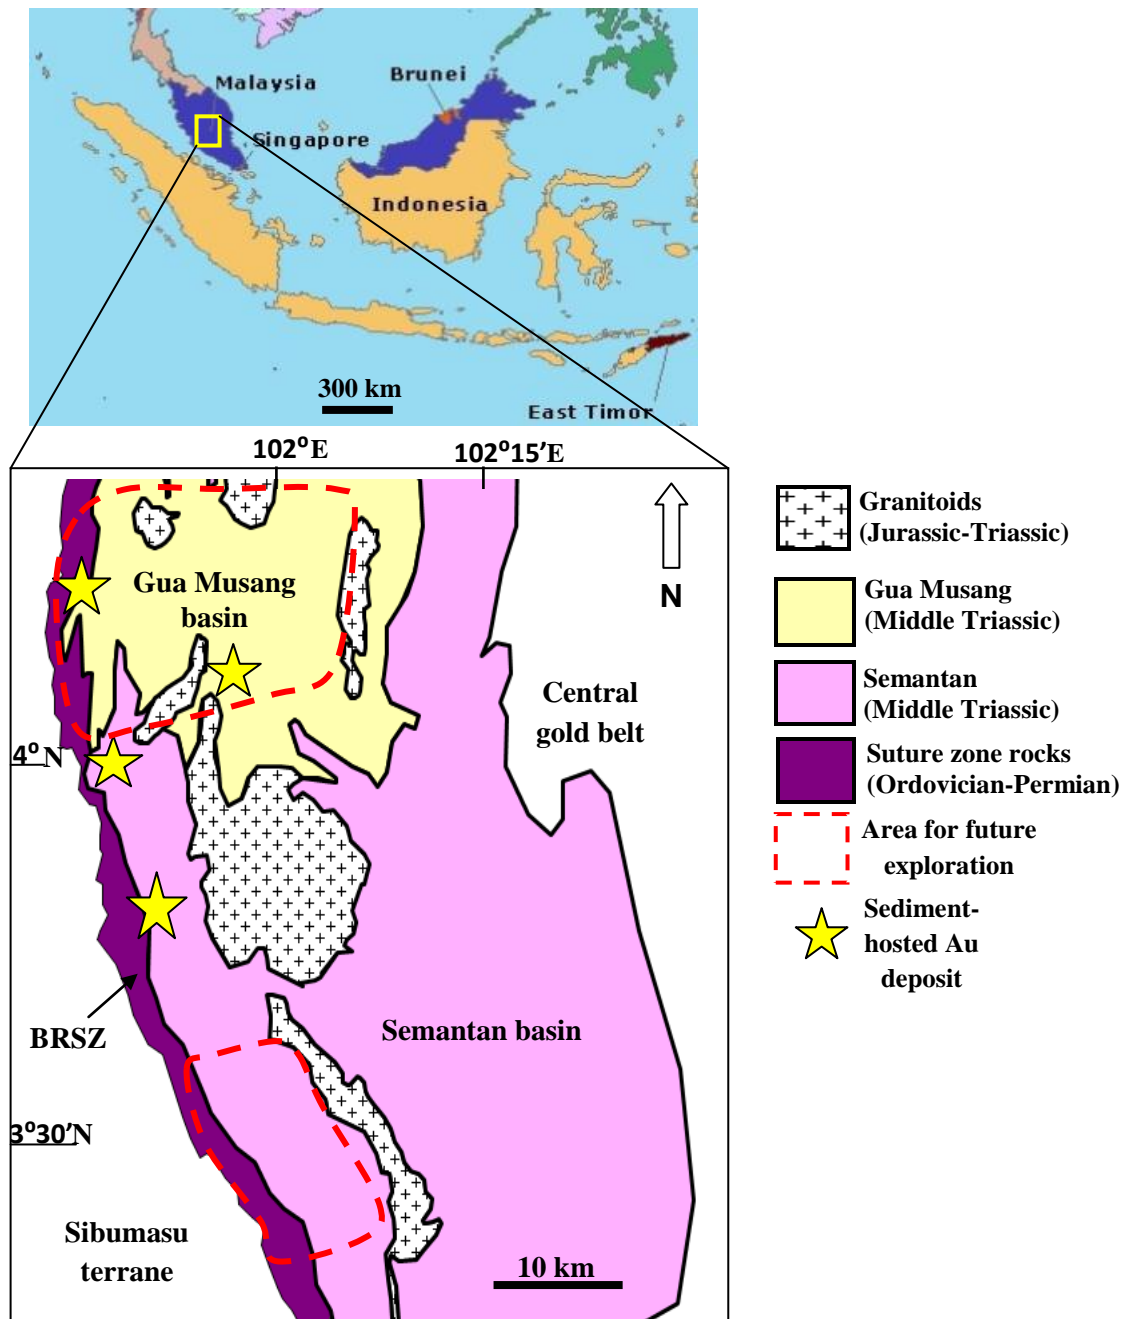 Malaysia
Brunei
Singapore
Indonesia
300 km
East Timor
102°E
102°15'E
Gua Musang
basin
N
Central
gold belt
4° N
BRSZ
Semantan basin
3°30'N
Sibumasu
terrane
10 km
Granitoids
(Jurassic-Triassic)
Gua Musang
(Middle Triassic)
Semantan
(Middle Triassic)
Suture zone rocks
(Ordovician-Permian)
Area for future
exploration
Sediment-
hosted Au
deposit